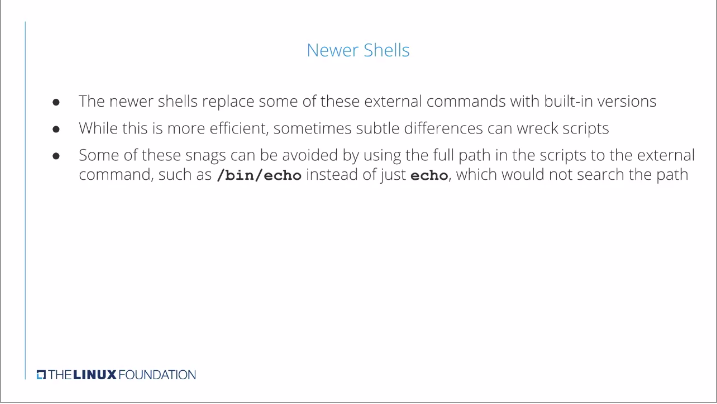 Newer Shells
● The newer shells replace some of these external commands with built-in versions
● While this is more efficient, sometimes subtle differences can wreck scripts
● Some of these snags can be avoided by using the full path in the scripts to the external
command, such as /bin/echo instead of just echo, which would not search the path
THE LINUX FOUNDATION